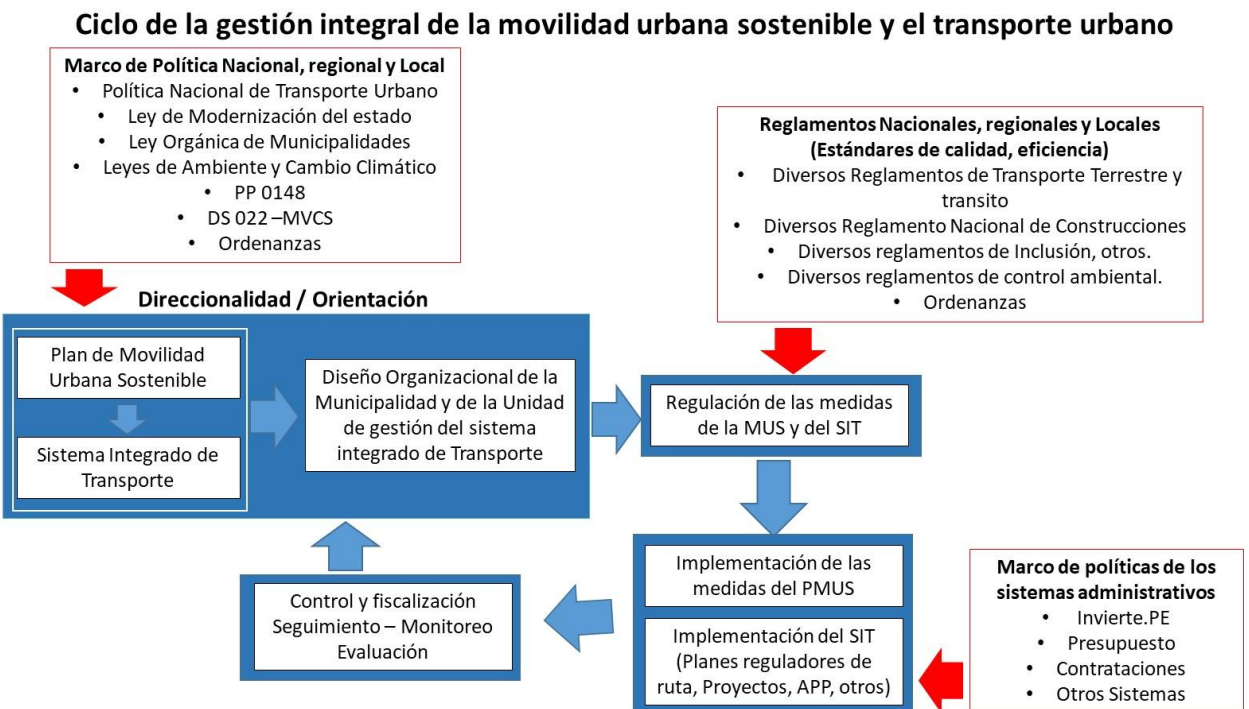 Ciclo de la gestión integral de la movilidad urbana sostenible y el transporte urbano
Marco de Política Nacional, regional y Local
• Política Nacional de Transporte Urbano
• Ley de Modernización del estado
• Ley Orgánica de Municipalidades
• Leyes de Ambiente y Cambio Climático
• PP 0148
• DS 022 –MVCS
• Ordenanzas
Reglamentos Nacionales, regionales y Locales
(Estándares de calidad, eficiencia)
• Diversos Reglamentos de Transporte Terrestre y
transito
• Diversos Reglamento Nacional de Construcciones
• Diversos reglamentos de Inclusión, otros.
• Diversos reglamentos de control ambiental.
• Ordenanzas
Direccionalidad / Orientación
Plan de Movilidad
Urbana Sostenible
Sistema Integrado de
Transporte
Diseño Organizacional de la
Municipalidad y de la Unidad
de gestión del sistema
integrado de Transporte
Regulación de las medidas
de la MUS y del SIT
Implementación de las
medidas del PMUS
Implementación del SIT
(Planes reguladores de
ruta, Proyectos, APP, otros)
Marco de políticas de los
sistemas administrativos
• Invierte.PE
• Presupuesto
• Contrataciones
• Otros Sistemas
Control y fiscalización
Seguimiento – Monitoreo
Evaluación